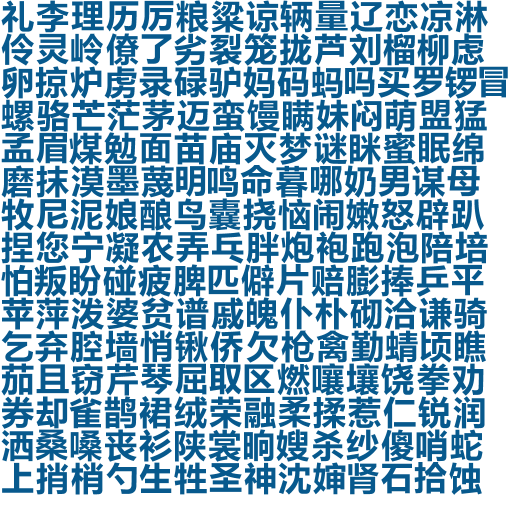 礼李理历厉粮粱谅辆量辽恋凉淋
伶灵岭僚了劣裂笼拢芦刘榴柳虑
卵掠炉虏录碌驴妈码蚂吗买罗锣冒
螺骆芒茫茅迈蛮馒瞒妹闷萌盟猛
孟眉煤勉面苗庙灭梦谜眯蜜眠绵
磨抹漠墨蔑明鸣命暮哪奶男谋母
牧尼泥娘酿鸟囊挠恼闹嫩怒辟趴
捏您宁凝农弄乓胖炮袍跑泡陪培
怕叛盼碰疲脾匹僻片赔膨捧乒平
苹萍泼婆贫谱戚魄仆朴砌洽谦骑
乞弃腔墙悄锹侨欠枪禽勤蜻顷瞧
茄且窃芹琴屈取区燃嚷壤饶拳劝
券却雀鹊裙绒荣融柔揉惹仁锐润
洒桑嗓丧衫陕裳晌嫂杀纱傻哨蛇
上捎梢勺生牲圣神沈婶肾石拾蚀